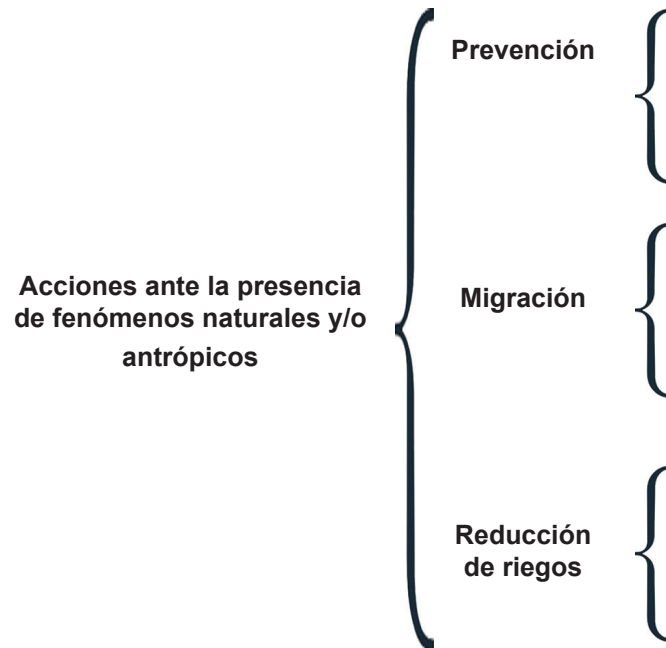 Prevención
Acciones ante la presencia
de fenómenos naturales y/o
antrópicos
Migración
Reducción
de riegos